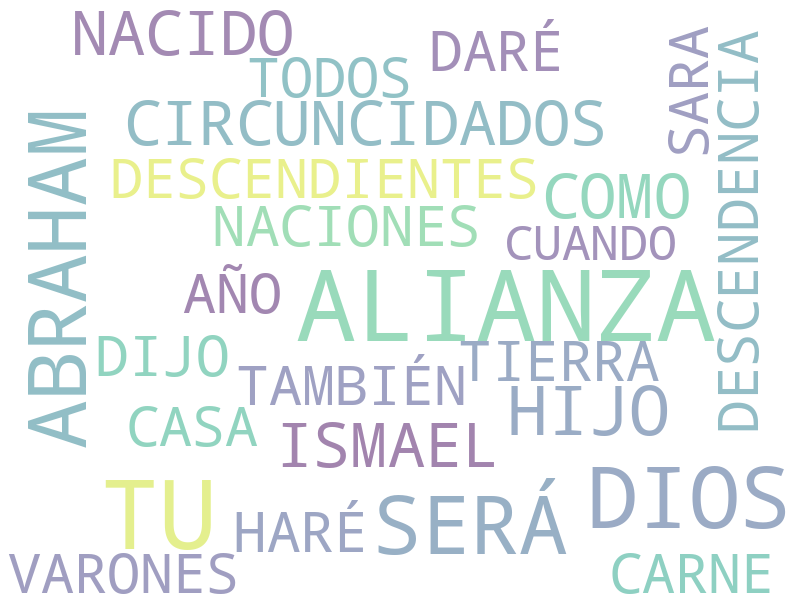 NACIDO
DARÉ
SARA
TODOS
DESCENDENCIA
CIRCUNCIDADOS
ABRAHAM
DESCENDIENTES
COMO
NACIONES
CUANDO
AÑO
ALIANZA
DIJO
TIERRA
TAMBIÉN
HIJO
CASA
ISMAEL
DIOS
TU
SERÁ
HARÉ
VARONES
CARNE